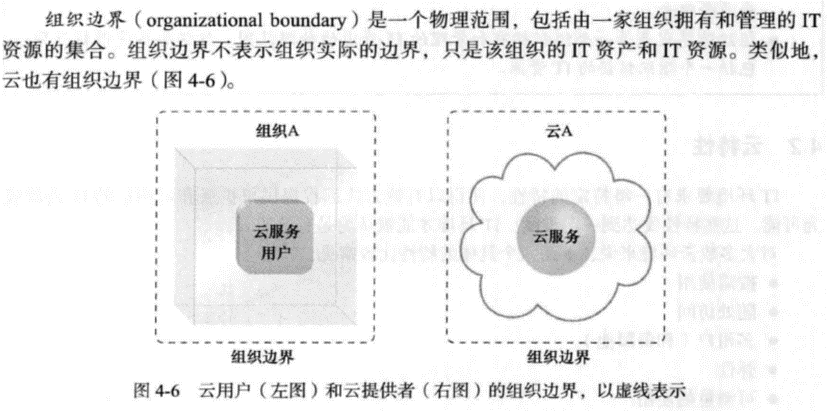 组织边界（organizational boundary）是一个物理范围，包括由一家组织拥有和管理的 IT
资源的集合。组织边界不表示组织实际的边界，只是该组织的 IT 资产和 IT 资源。类似地，
云也有组织边界（图 4-6）。
组织A
云A
云服务
用户
云服务
组织边界
组织边界
图 4-6 云用户（左图）和云提供者（右图）的组织边界，以虚线表示